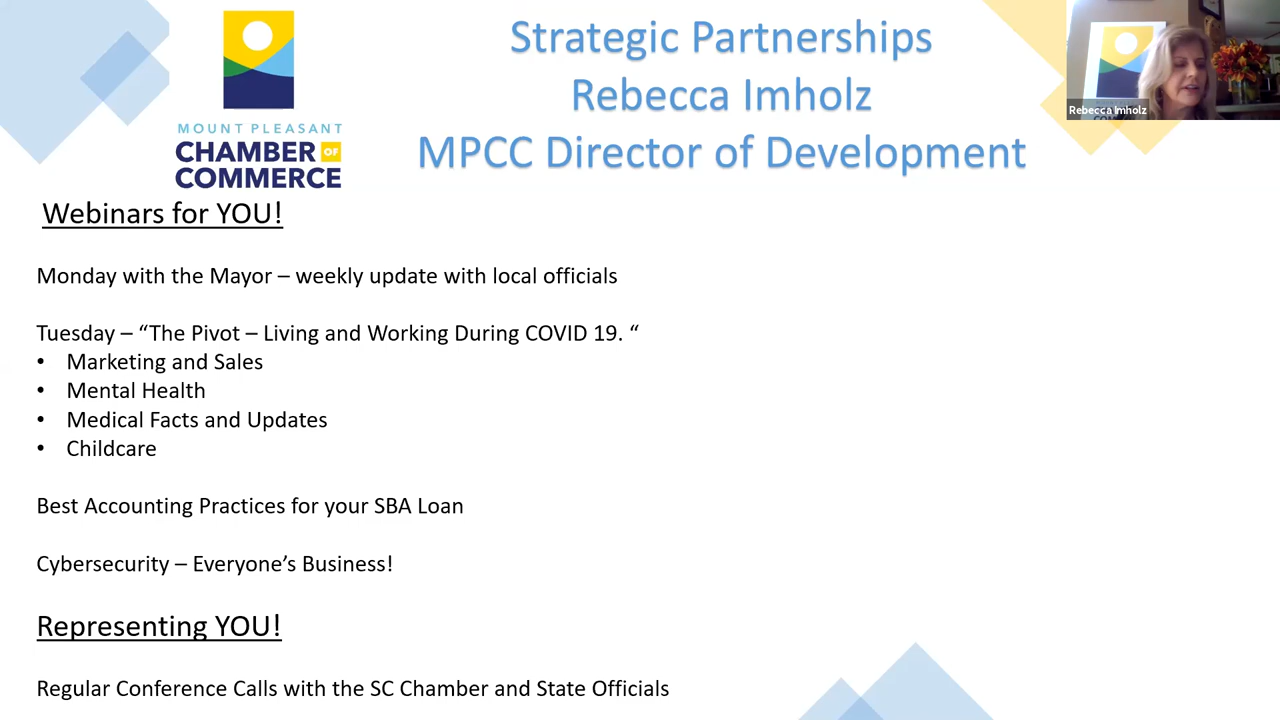 Strategic Partnerships
Rebecca Imholz
MPCC Director of Development
MOUNT PLEASANT
CHAMBER OF
COMMERCE
Rebecca Imholz
Webinars for YOU!
Monday with the Mayor – weekly update with local officials
Tuesday – “The Pivot – Living and Working During COVID 19. “
• Marketing and Sales
• Mental Health
• Medical Facts and Updates
• Childcare
Best Accounting Practices for your SBA Loan
Cybersecurity – Everyone’s Business!
Representing YOU!
Regular Conference Calls with the SC Chamber and State Officials